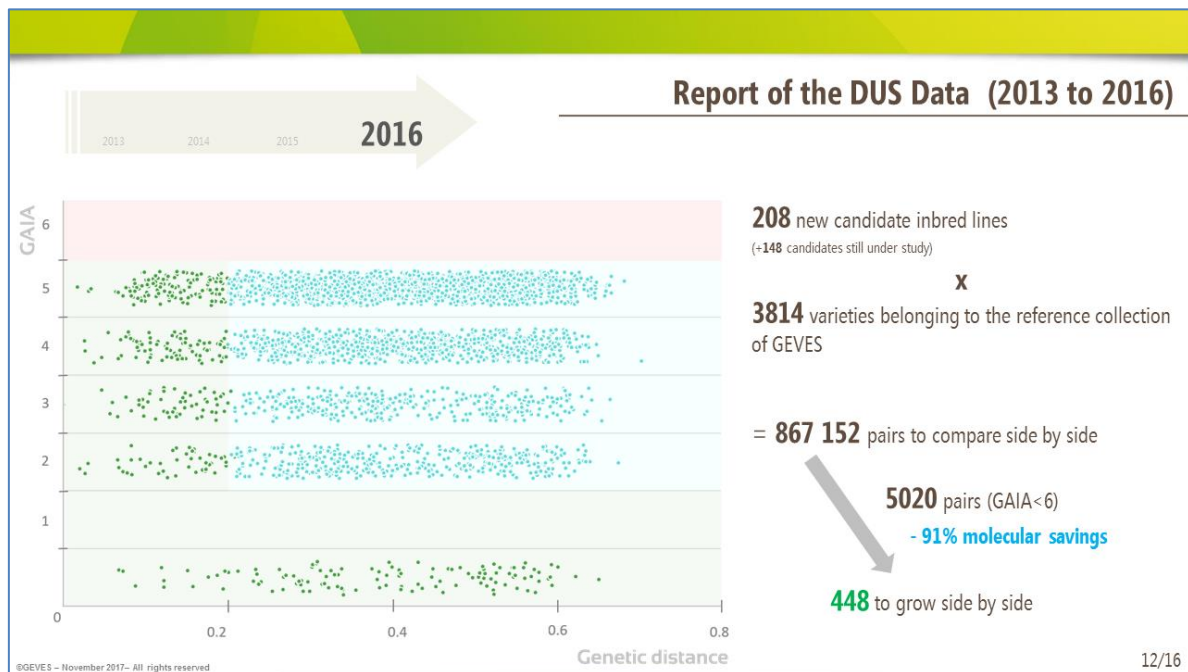 Report of the DUS Data (2013 to 2016)
2013 2014 2015 2016
GAIA
6
5
4
3
2
1
0
0.2
0.4
0.6
0.8
Genetic distance
208 new candidate inbred lines
(+148 candidates still under study)
x
3814 varieties belonging to the reference collection
of GEVES
= 867 152 pairs to compare side by side
5020 pairs (GAIA<6)
- 91% molecular savings
448 to grow side by side
©GEVES – November 2017– All rights reserved
12/16